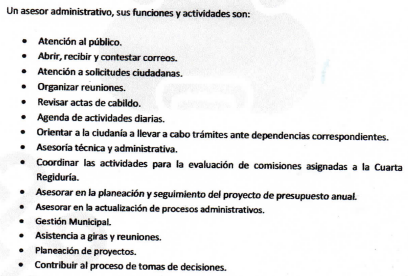 Un asesor administrativo, sus funciones y actividades son:
• Atención al público.
• Abrir, recibir y contestar correos.
• Atención a solicitudes ciudadanas.
• Organizar reuniones.
• Revisar actas de cabildo.
• Agenda de actividades diarias.
• Orientar a la ciudanía a llevar a cabo trámites ante dependencias correspondientes.
• Asesoría técnica y administrativa.
• Coordinar las actividades para la evaluación de comisiones asignadas a la Cuarta
Regiduría.
• Asesorar en la planeación y seguimiento del proyecto de presupuesto anual.
• Asesorar en la actualización de procesos administrativos.
• Gestión Municipal.
• Asistencia a giras y reuniones.
• Planeación de proyectos.
• Contribuir al proceso de tomas de decisiones.